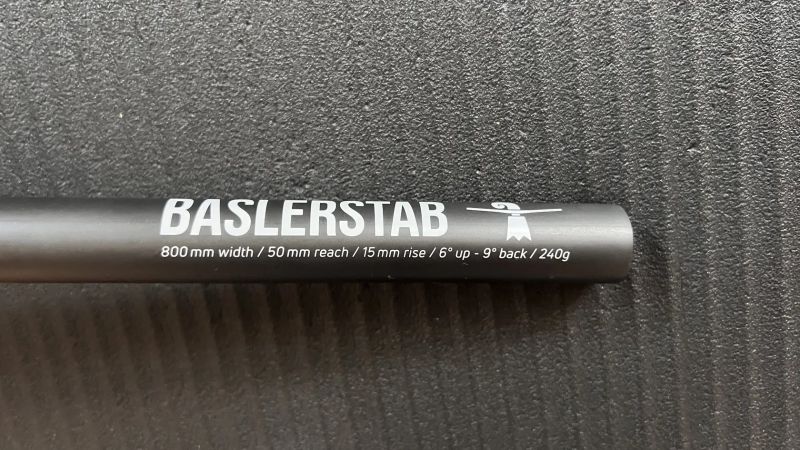 BASLERSTAB
800 mm width / 50 mm reach / 15 mm rise / 6° up - 9° back / 240g